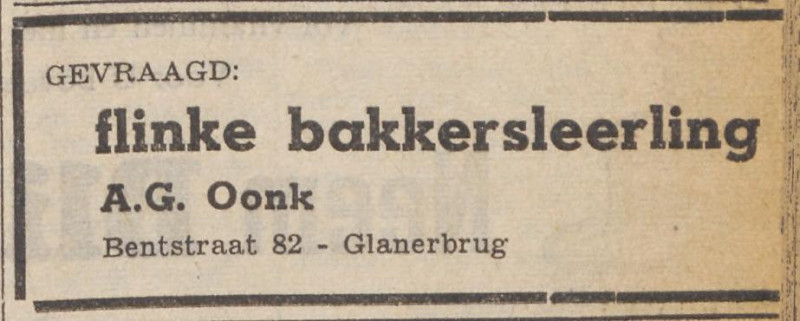 GEVRAAGD:
flinke bakkersleerling
A.G. Oonk
Bentstraat 82 - Glanerbrug